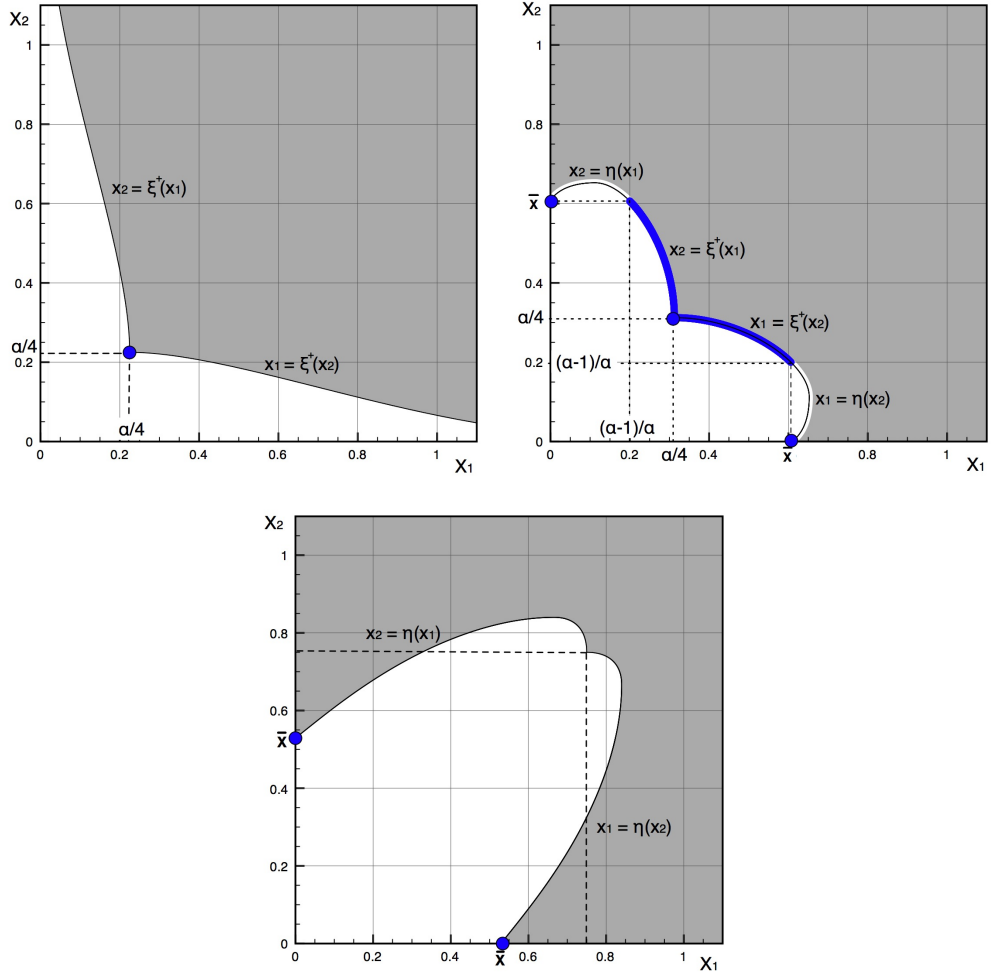 X₂
1
0.8
x₂ = ξ⁺(x₁)
0.6
0.4
α/4
0.2
x₁ = ξ⁺(x₂)
α/4
0
0 0.2 0.4 0.6 0.8 1
X₁
X₂
1
0.8
x₂ = η(x₁)
x̄
x₂ = ξ⁺(x₁)
0.4
α/4
x₁ = ξ⁺(x₂)
0.2
(α-1)/α
x₁ = η(x₂)
(α-1)/α
0
0 0.2 α/4 0.4 x̄ 0.8 1
X₁
X₂
1
0.8
x₂ = η(x₁)
0.6
x̄
0.4
x₁ = η(x₂)
0.2
0
0 0.2 0.4 x̄ 0.6 0.8 1
X₁